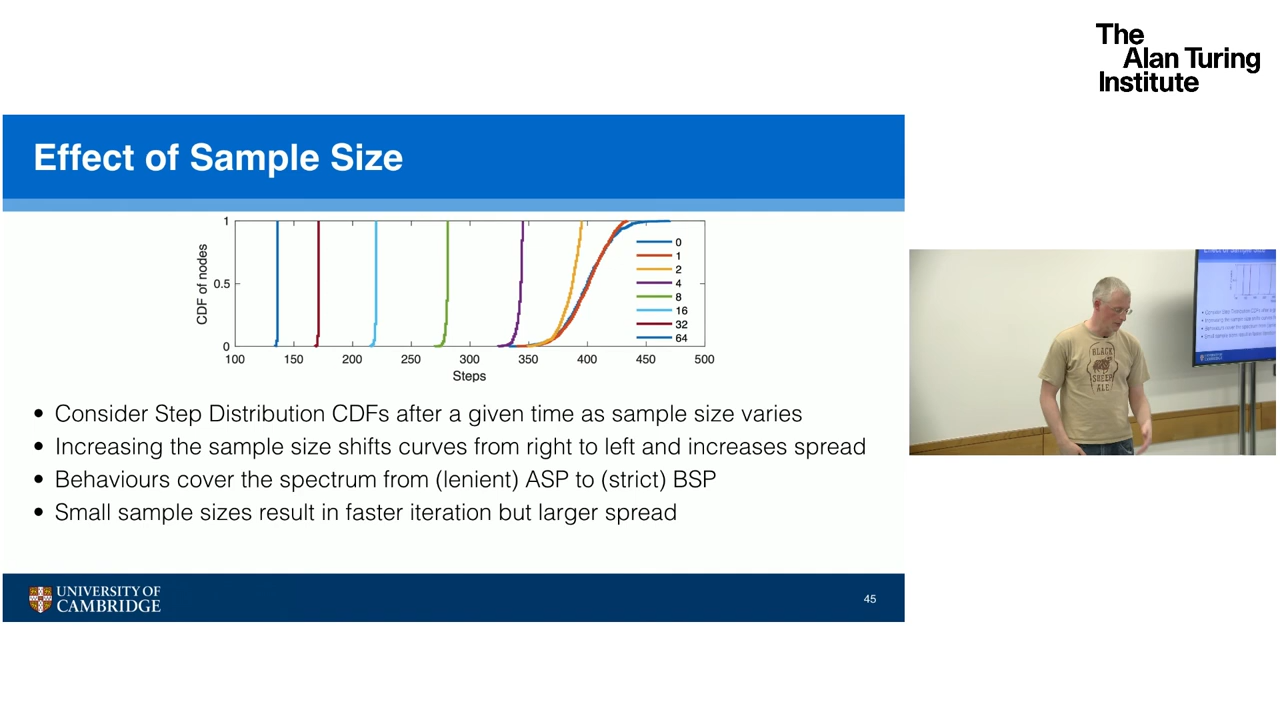 The
Alan Turing
Institute
Effect of Sample Size
CDF of nodes
1
0.5
0
100 150 200 250 300 350 400 450 500
Steps
0
1
2
4
8
16
32
64
• Consider Step Distribution CDFs after a given time as sample size varies
• Increasing the sample size shifts curves from right to left and increases spread
• Behaviours cover the spectrum from (lenient) ASP to (strict) BSP
• Small sample sizes result in faster iteration but larger spread
UNIVERSITY OF
CAMBRIDGE
45
BLACK
SHEEP
ALE